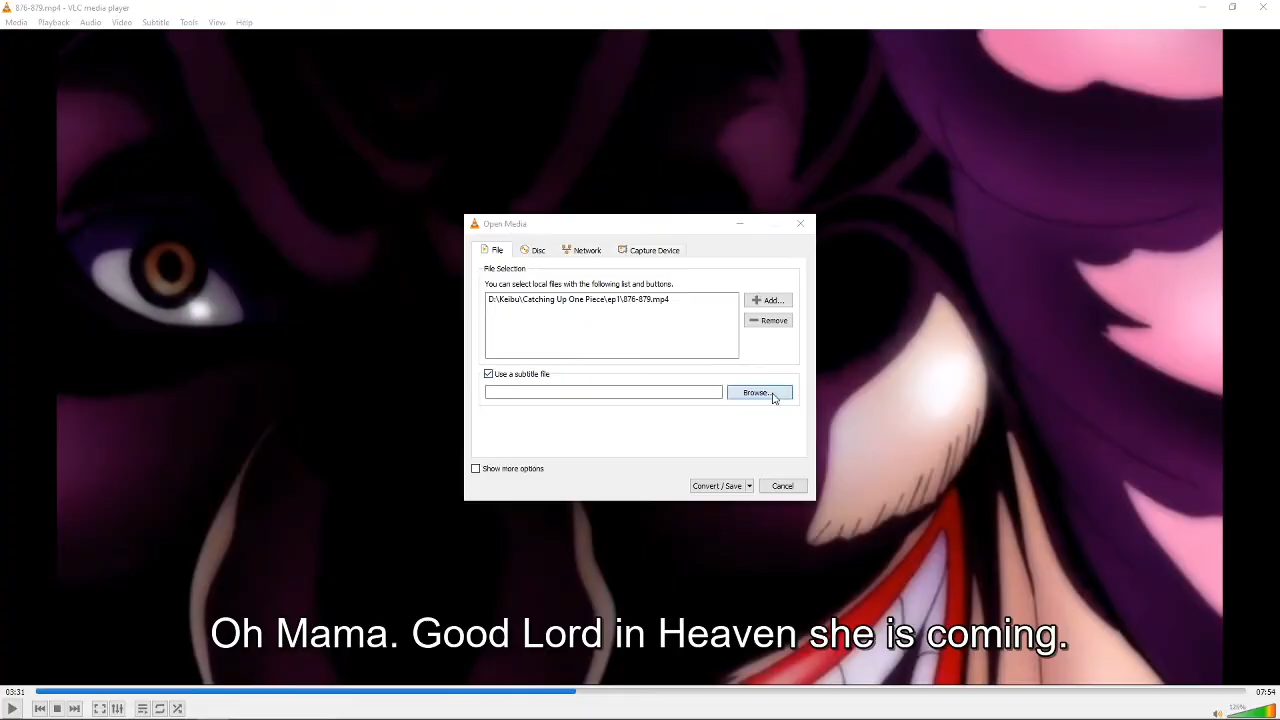 876-879.mp4 - VLC media player
Media Playback Audio Video Subtitle Tools View Help
Open Media
File Disc Network Capture Device
File Selection
You can select local files with the following list and buttons.
D:\Keibu\Catching Up One Piece\ep1\876-879.mp4
Add...
Remove
Use a subtitle file
Browse...
Show more options
Convert / Save Cancel
Oh Mama. Good Lord in Heaven she is coming.
03:31 07:54
128%